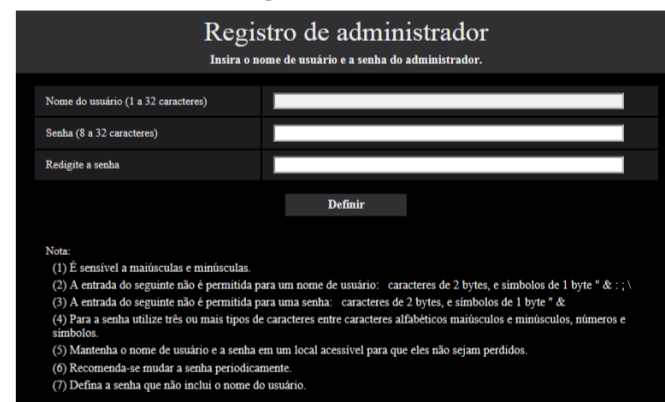 Registro de administrador
Insira o nome de usuário e a senha do administrador.
Nome do usuário (1 a 32 caracteres)
Senha (8 a 32 caracteres)
Redigite a senha
Definir
Nota:
(1) É sensível a maiúsculas e minúsculas.
(2) A entrada do seguinte não é permitida para um nome de usuário: caracteres de 2 bytes, e símbolos de 1 byte " & : ; \
(3) A entrada do seguinte não é permitida para uma senha: caracteres de 2 bytes, e símbolos de 1 byte " &
(4) Para a senha utilize três ou mais tipos de caracteres entre caracteres alfabéticos maiúsculos e minúsculos, números e
símbolos.
(5) Mantenha o nome de usuário e a senha em um local acessível para que eles não sejam perdidos.
(6) Recomenda-se mudar a senha periodicamente.
(7) Defina a senha que não inclui o nome do usuário.